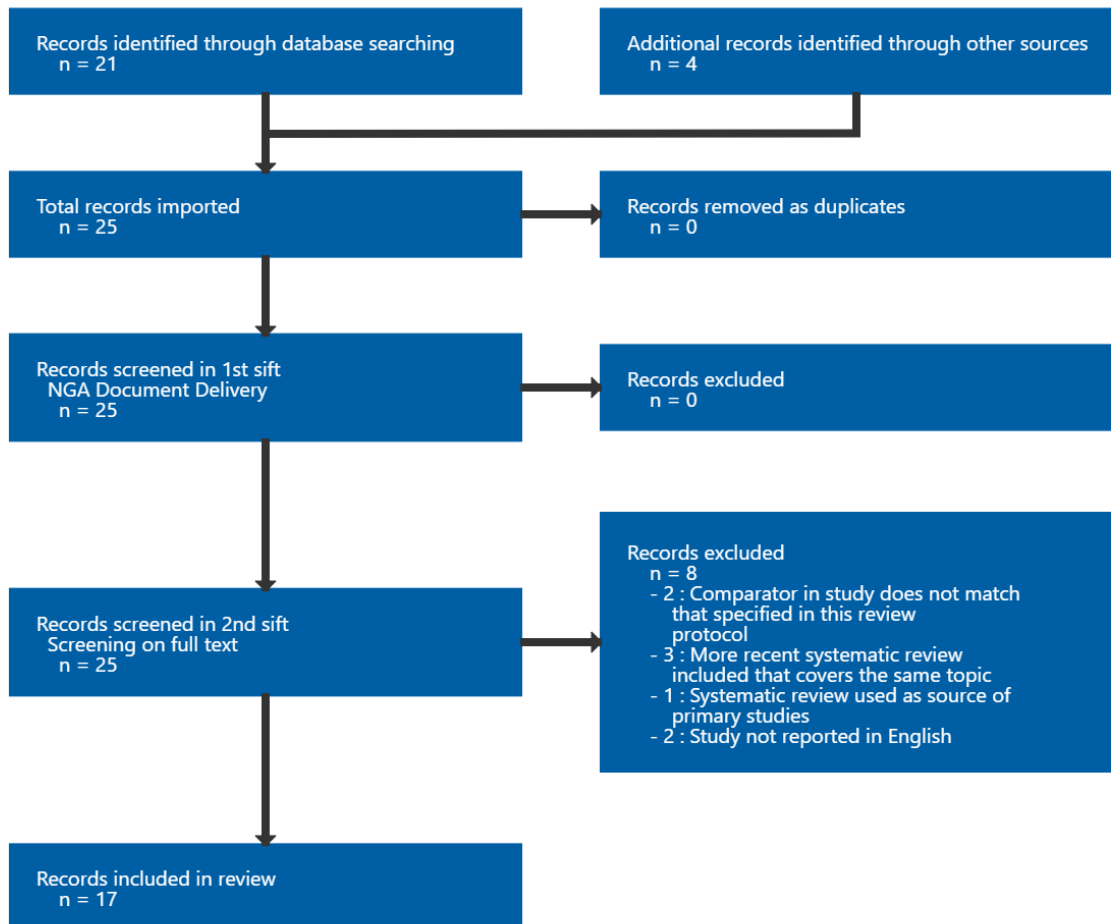 Records identified through database searching
n = 21
Additional records identified through other sources
n = 4
Total records imported
n = 25
Records removed as duplicates
n = 0
Records screened in 1st sift
NGA Document Delivery
n = 25
Records excluded
n = 0
Records screened in 2nd sift
Screening on full text
n = 25
Records excluded
n = 8
- 2 : Comparator in study does not match
that specified in this review
protocol
- 3 : More recent systematic review
included that covers the same topic
- 1 : Systematic review used as source of
primary studies
- 2 : Study not reported in English
Records included in review
n = 17